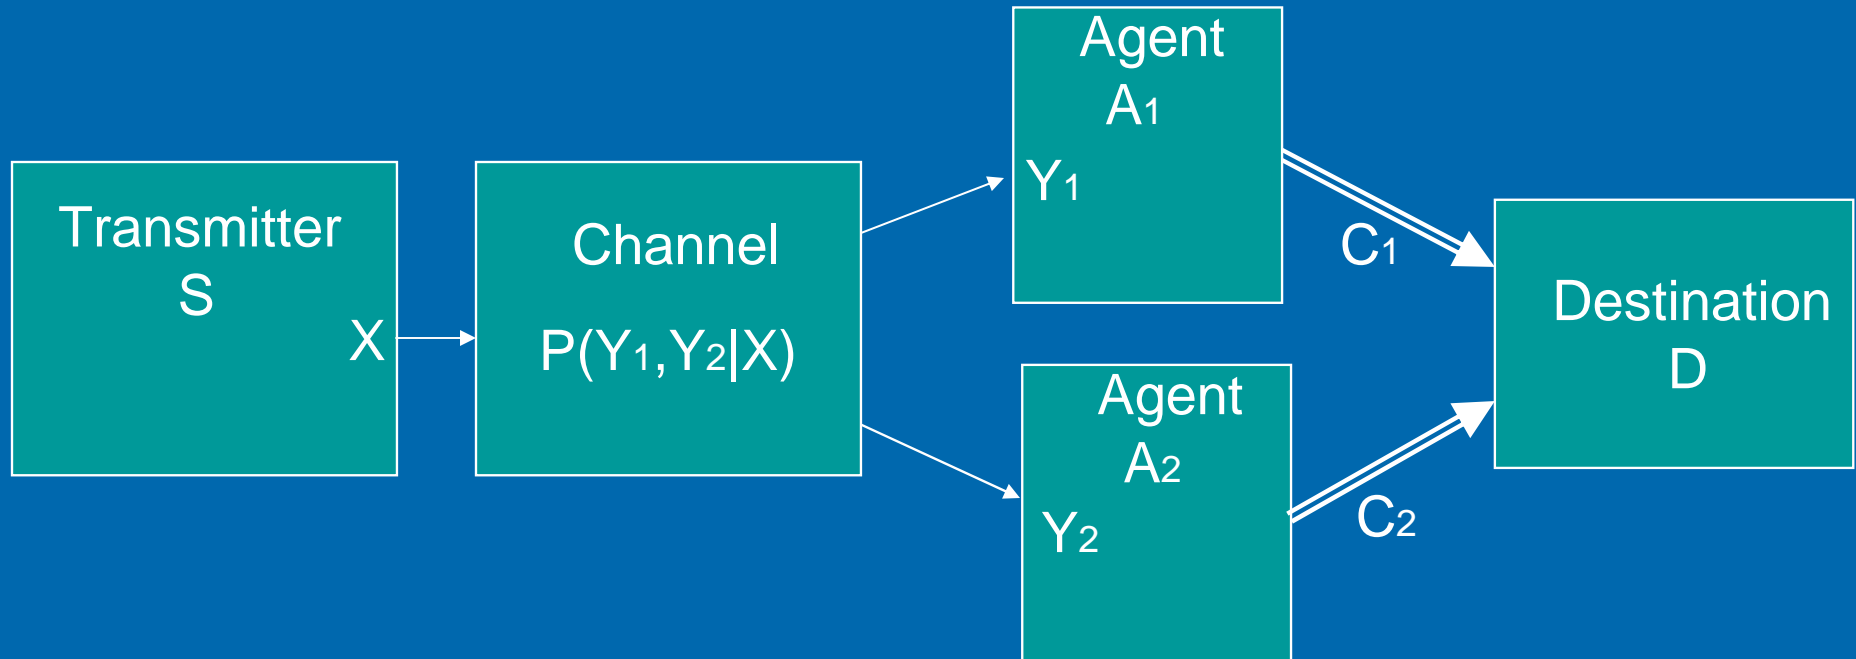 Transmitter
S
X
Channel
P(Y₁,Y₂|X)
Agent
A₁
Y₁
Agent
A₂
Y₂
C₁
C₂
Destination
D